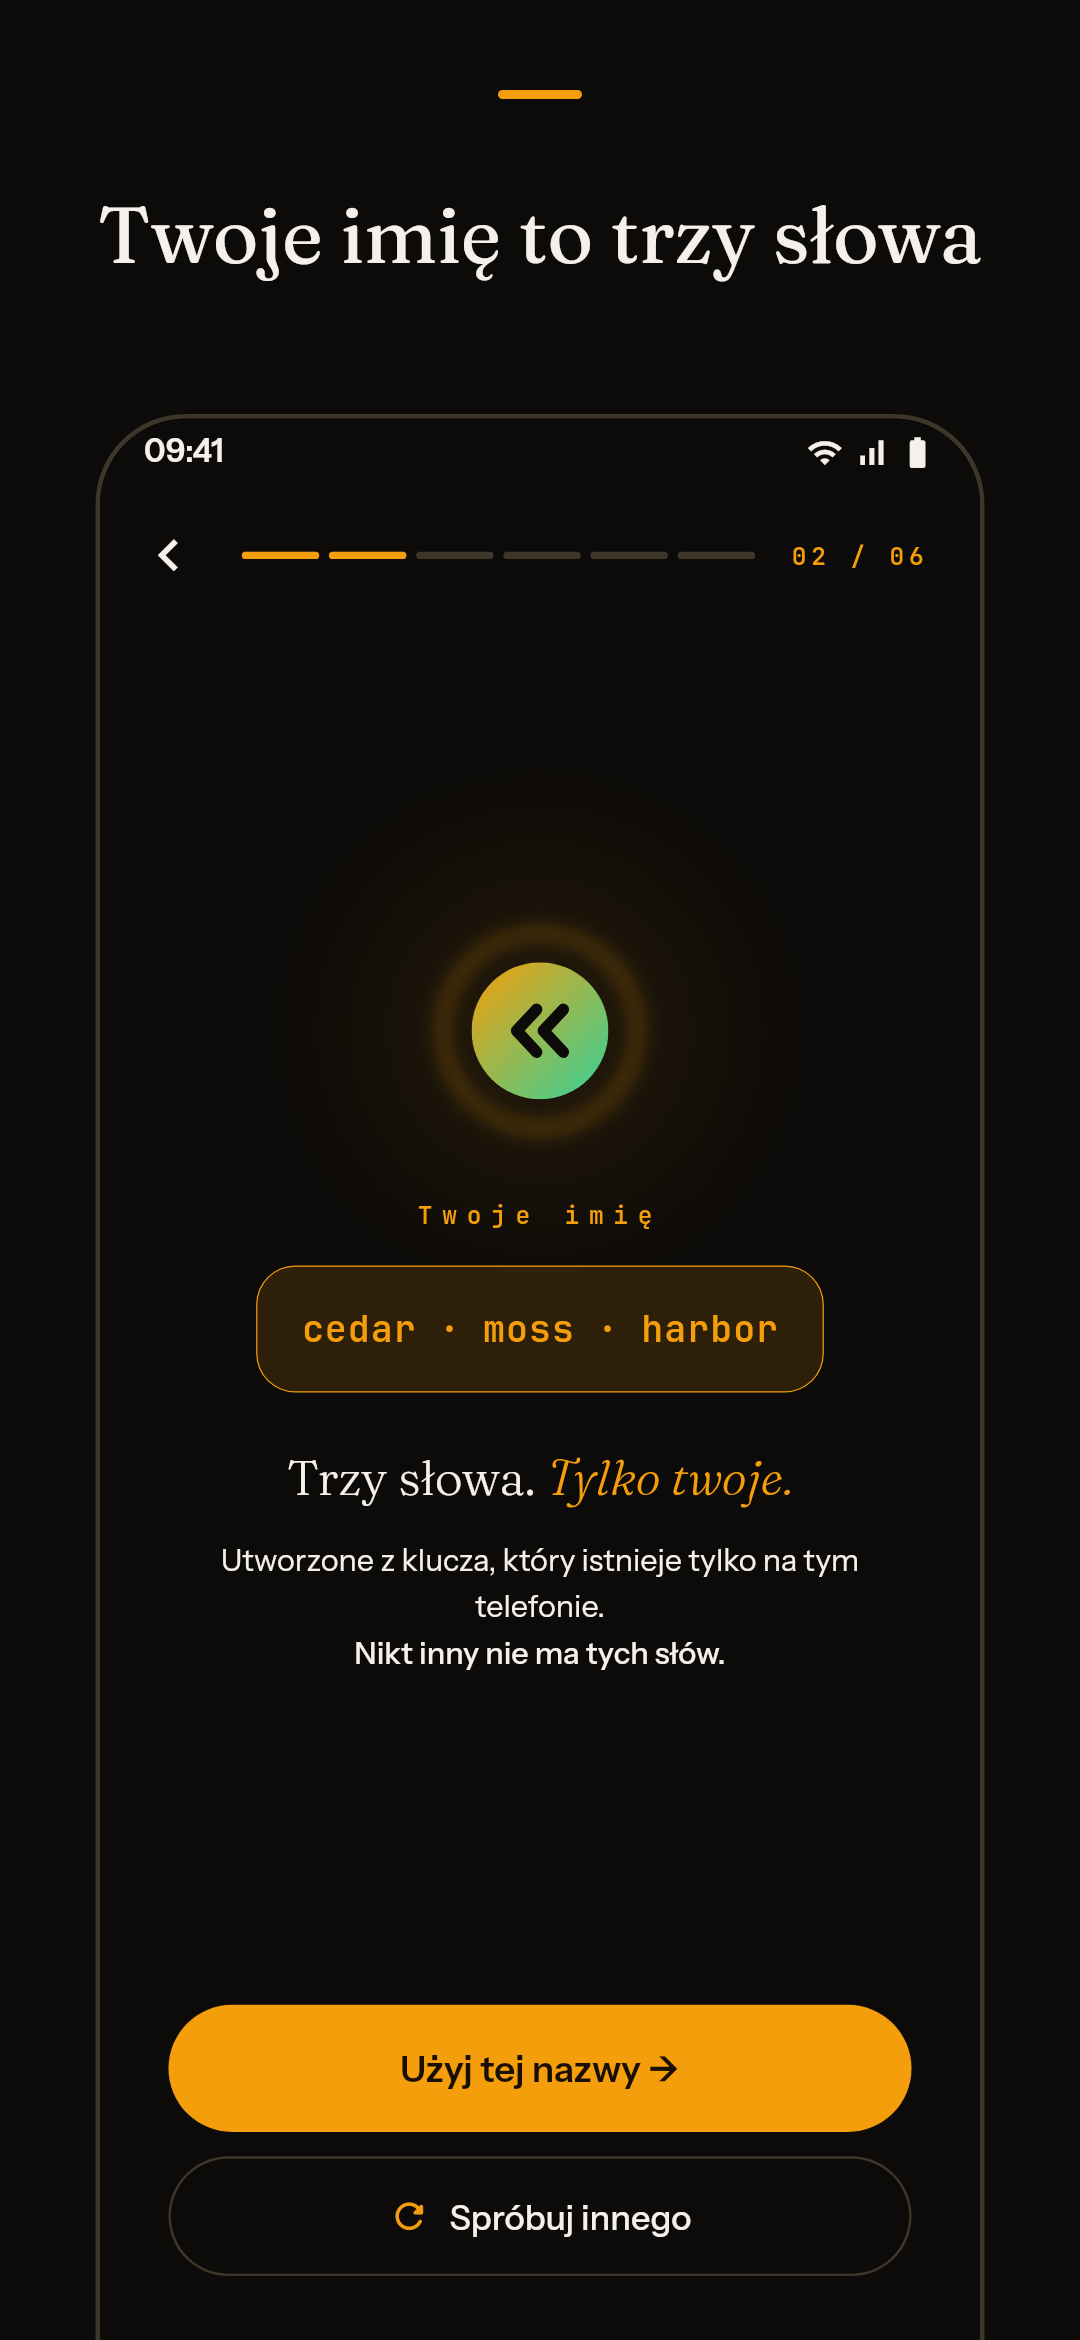 Twoje imię to trzy słowa
09:41
02 / 06
Twoje imię
cedar · moss · harbor
Trzy słowa. Tylko twoje.
Utworzone z klucza, który istnieje tylko na tym
telefonie.
Nikt inny nie ma tych słów.
Użyj tej nazwy →
Spróbuj innego